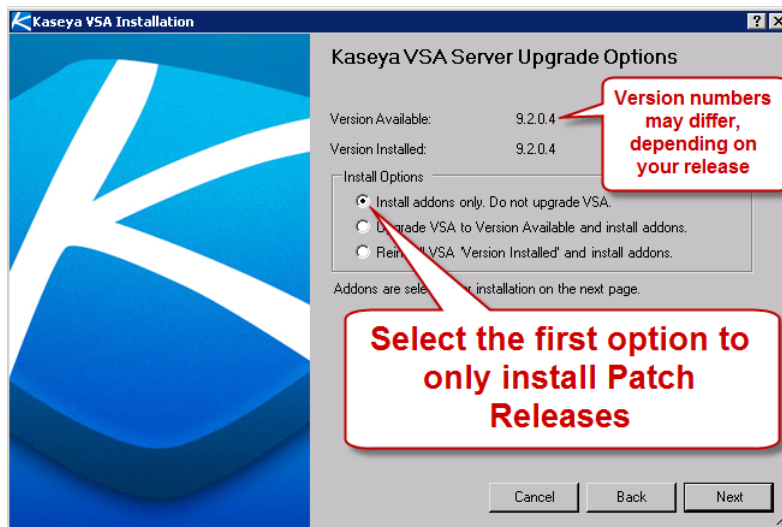 Kaseya VSA Installation
Kaseya VSA Server Upgrade Options
Version Available: 9.2.0.4
Version Installed: 9.2.0.4
Version numbers
may differ,
depending on
your release
Install Options
Install addons only. Do not upgrade VSA.
Upgrade VSA to Version Available and install addons.
VSA 'Version Installed' and install addons.
Addons are installation on the next page.
Select the first option to
only install Patch
Releases
Cancel Back Next